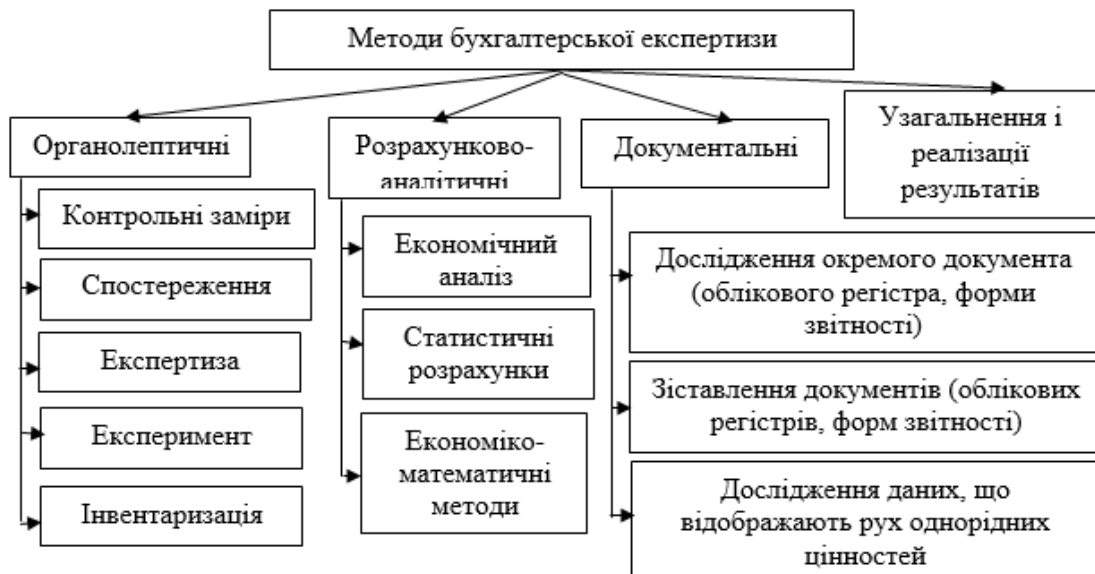 Методи бухгалтерської експертизи
Органолептичні
Контрольні заміри
Спостереження
Експертиза
Експеримент
Інвентаризація
Розрахунково-
аналітичні
Економічний
аналіз
Статистичні
розрахунки
Економіко-
математичні
методи
Документальні
Дослідження окремого документа
(облікового регістра, форми
звітності)
Зіставлення документів (облікових
регістрів, форм звітності)
Дослідження даних, що
відображають рух однорідних
цінностей
Узагальнення і
реалізації
результатів